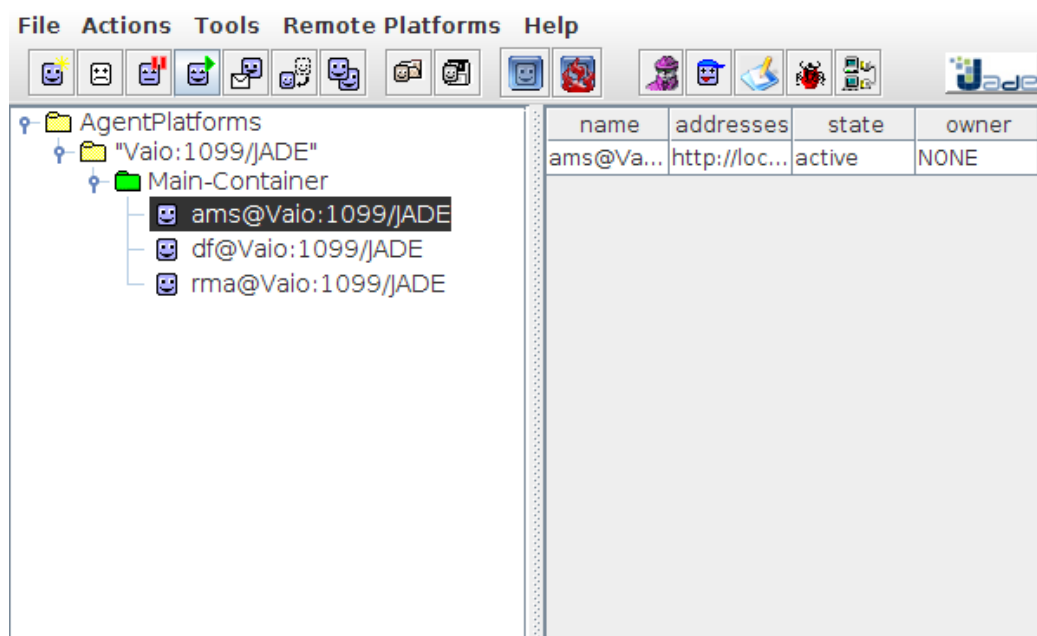 File Actions Tools Remote Platforms Help
Jade
AgentPlatforms
"Vaio:1099/JADE"
Main-Container
ams@Vaio:1099/JADE
df@Vaio:1099/JADE
rma@Vaio:1099/JADE
name addresses state owner
ams@Va... http://loc... active NONE